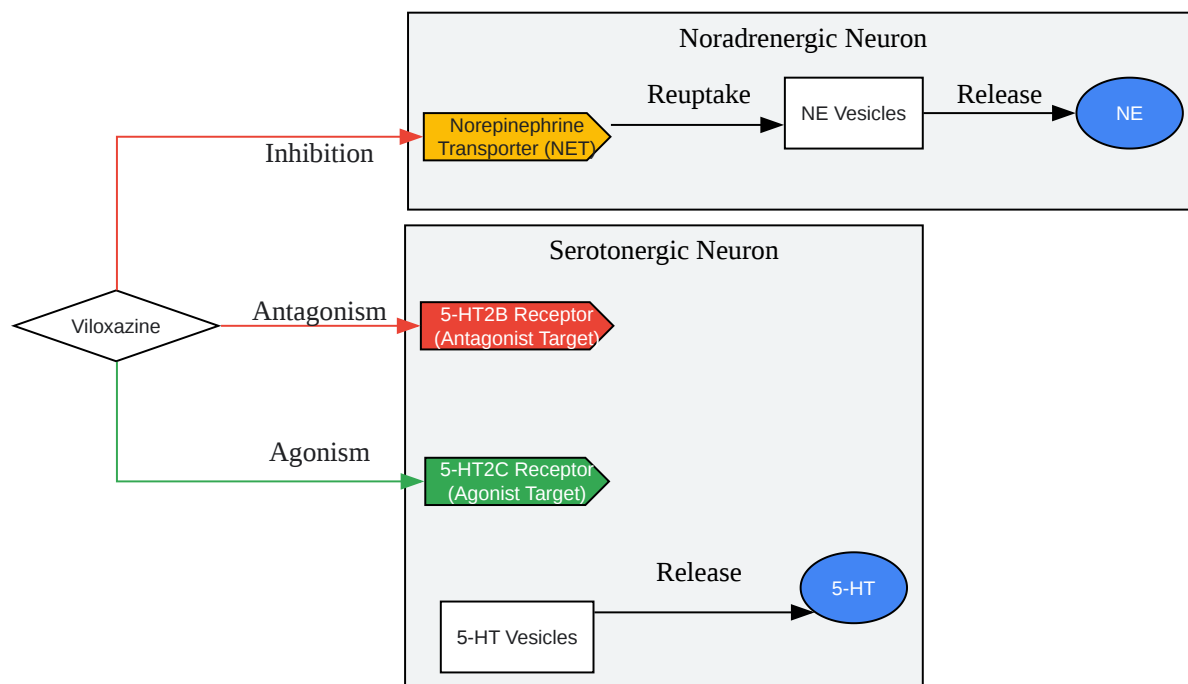 Noradrenergic Neuron
Reuptake
Release
Norepinephrine
Transporter (NET)
NE Vesicles
NE
Inhibition
Serotonergic Neuron
Viloxazine
Antagonism
5-HT2B Receptor
(Antagonist Target)
Agonism
5-HT2C Receptor
(Agonist Target)
Release
5-HT
5-HT Vesicles